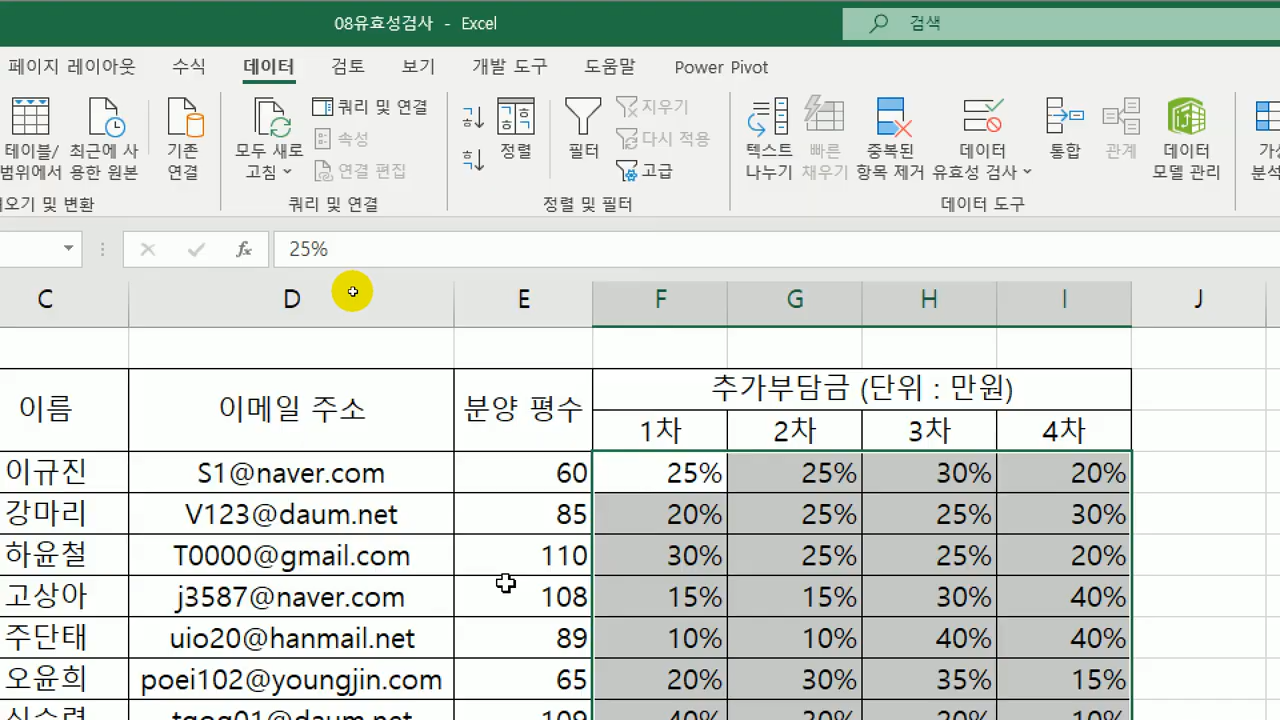 08유효성검사 - Excel
검색
페이지 레이아웃 수식 데이터 검토 보기 개발 도구 도움말 Power Pivot
테이블/
범위에서
최근에 사
용한 원본
기존
연결
모두 새로
고침
쿼리 및 연결
속성
연결 편집
정렬
필터
지우기
다시 적용
고급
텍스트
나누기
빠른
채우기
중복된
항목 제거
데이터
유효성 검사
통합
관계
데이터
모델 관리
가상
분석
오기 및 변환 쿼리 및 연결 정렬 및 필터 데이터 도구
fx 25%
C D E F G H I J
이름 이메일 주소 분양 평수 추가부담금 (단위 : 만원)
1차 2차 3차 4차
이규진 S1@naver.com 60 25% 25% 30% 20%
강마리 V123@daum.net 85 20% 25% 25% 30%
하윤철 T0000@gmail.com 110 30% 25% 25% 20%
고상아 j3587@naver.com 108 15% 15% 30% 40%
주단태 uio20@hanmail.net 89 10% 10% 40% 40%
오윤희 poei102@youngjin.com 65 20% 30% 35% 15%